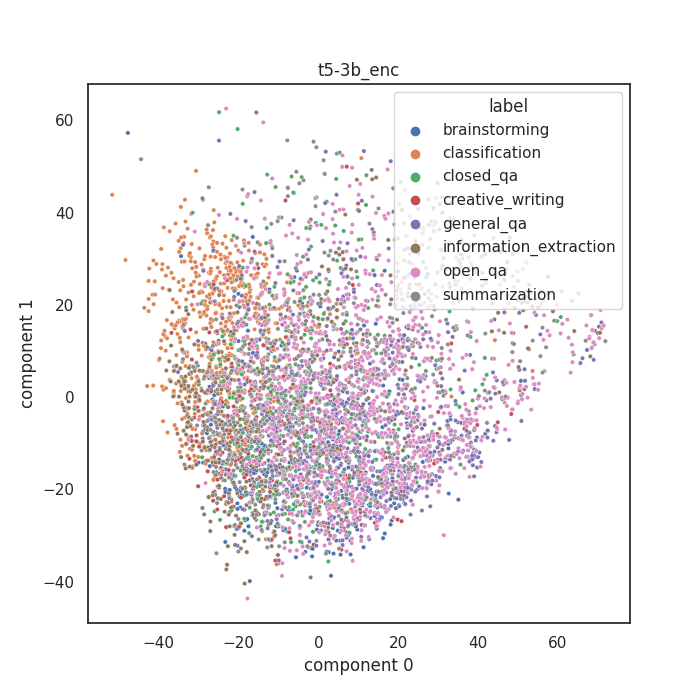 t5-3b_enc
label
brainstorming
classification
closed_qa
creative_writing
general_qa
information_extraction
open_qa
summarization
component 1
60
40
20
0
−20
−40
−40 −20 0 20 40 60
component 0